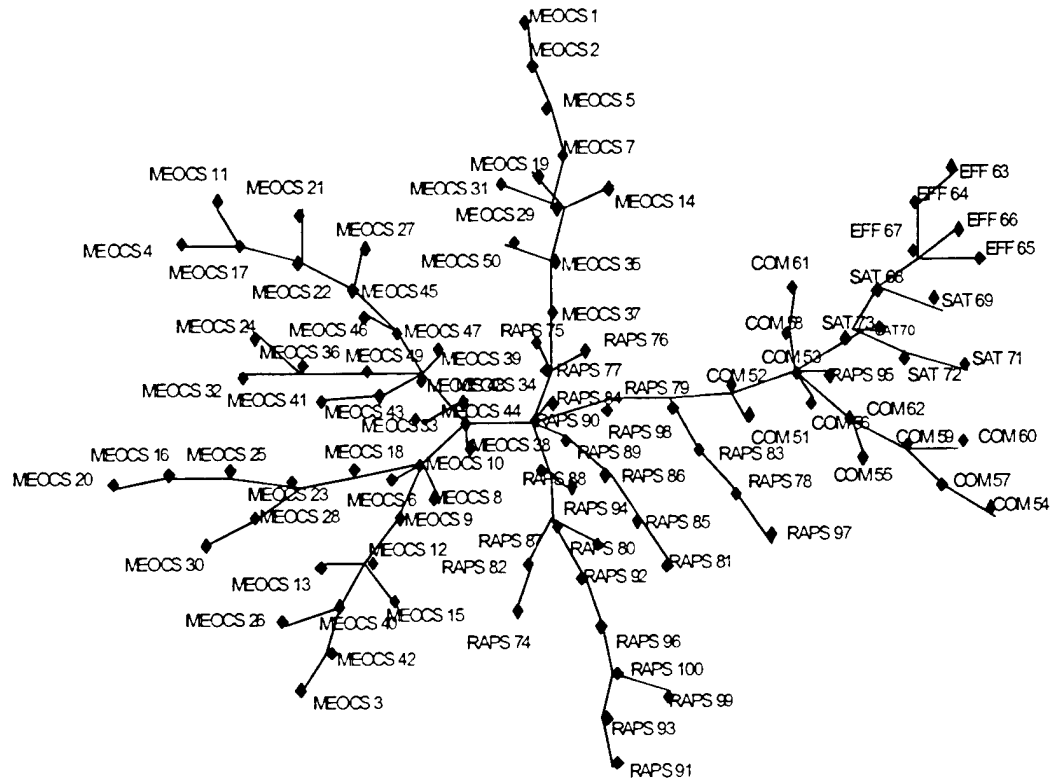 MEOCS 1
MEOCS 2
MEOCS 5
MEOCS 7
MEOCS 19
MEOCS 31
MEOCS 14
MEOCS 29
MEOCS 11
MEOCS 21
MEOCS 27
MEOCS 4
MEOCS 17
MEOCS 22
MEOCS 45
MEOCS 50
MEOCS 35
MEOCS 37
EFF 63
EFF 64
EFF 66
EFF 67
EFF 65
COM 61
SAT 68
SAT 69
MEOCS 24
MEOCS 46
MEOCS 47
RAPS 75
RAPS 76
COM 58
SAT 73
SAT 70
MEOCS 36
MEOCS 49
MEOCS 39
RAPS 77
COM 53
SAT 71
SAT 72
MEOCS 32
MEOCS 41
MEOCS 34
RAPS 79
COM 52
RAPS 95
MEOCS 43
MEOCS 33
MEOCS 44
RAPS 84
RAPS 90
RAPS 98
COM 51
COM 56
COM 62
MEOCS 38
RAPS 89
RAPS 83
COM 55
COM 59
COM 60
MEOCS 16
MEOCS 25
MEOCS 18
MEOCS 10
MEOCS 20
MEOCS 23
MEOCS 6
MEOCS 8
RAPS 88
RAPS 86
RAPS 78
COM 57
COM 54
MEOCS 28
MEOCS 9
RAPS 94
RAPS 85
RAPS 97
MEOCS 30
MEOCS 12
RAPS 87
RAPS 80
RAPS 82
RAPS 92
RAPS 81
MEOCS 13
MEOCS 15
MEOCS 26
MEOCS 40
RAPS 74
RAPS 96
MEOCS 42
RAPS 100
MEOCS 3
RAPS 99
RAPS 93
RAPS 91